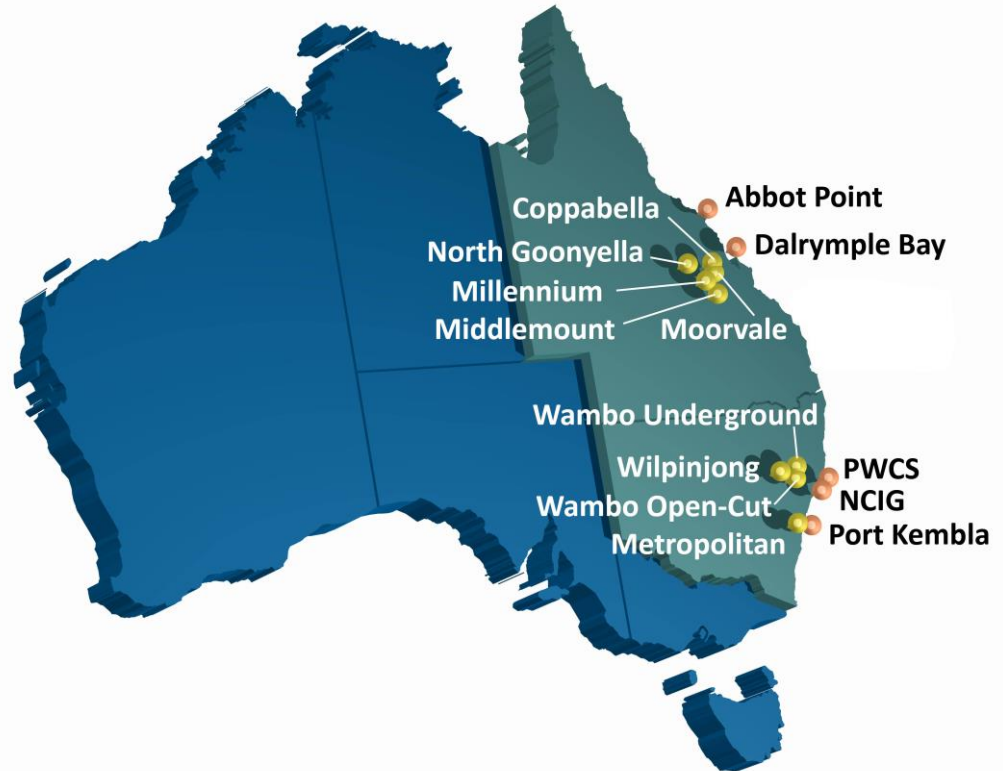 Abbot Point
Coppabella
Dalrymple Bay
North Goonyella
Millennium
Middlemount
Moorvale
Wambo Underground
Wilpinjong
PWCS
Wambo Open-Cut
NCIG
Metropolitan
Port Kembla